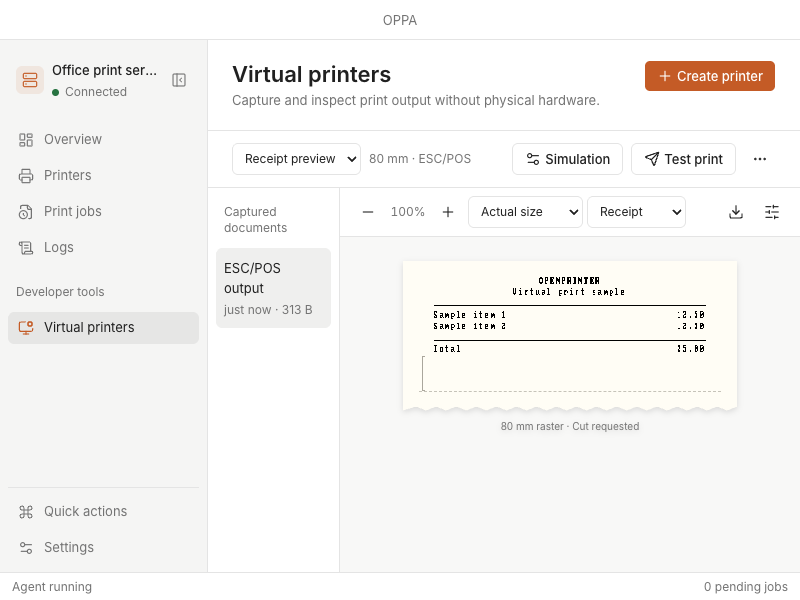 OPPA
Office print ser...
Connected
Overview
Printers
Print jobs
Logs
Developer tools
Virtual printers
Quick actions
Settings
Virtual printers
Capture and inspect print output without physical hardware.
Create printer
Receipt preview
80 mm · ESC/POS
Simulation
Test print
Captured
documents
ESC/POS
output
just now · 313 B
100%
Actual size
Receipt
OPENPRINTER
Virtual print sample
Sample item 1
Sample item 2
Total
80 mm raster · Cut requested
Agent running
0 pending jobs